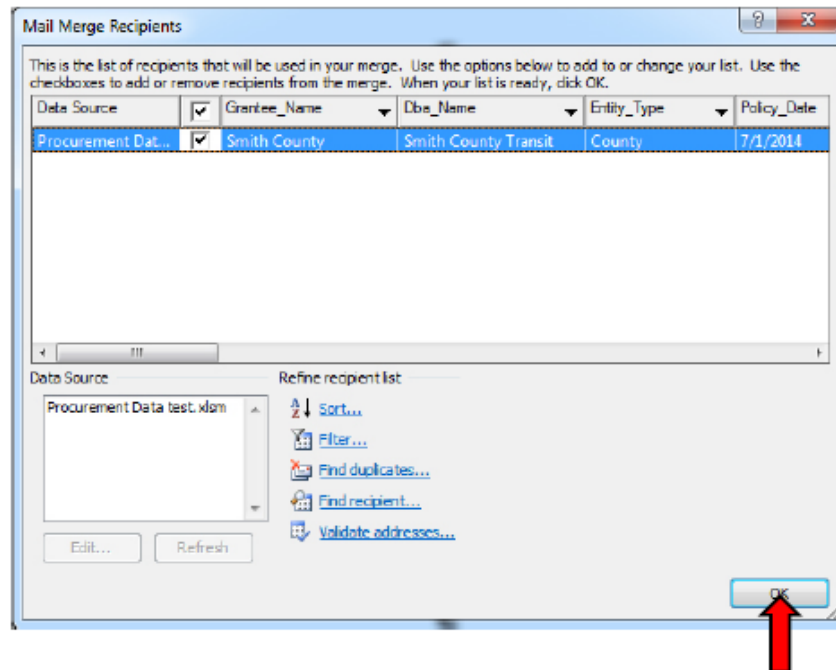 Mail Merge Recipients
This is the list of recipients that will be used in your merge. Use the options below to add to or change your list. Use the
checkboxes to add or remove recipients from the merge. When your list is ready, click OK.
Data Source Grantee_Name Dba_Name Entity_Type Policy_Date
Procurement Dat... Smith County Smith County Transit County 7/1/2014
Data Source Refine recipient list
Procurement Data test.xlsm
Sort...
Filter...
Find duplicates...
Find recipient...
Validate addresses...
Edit... Refresh
OK